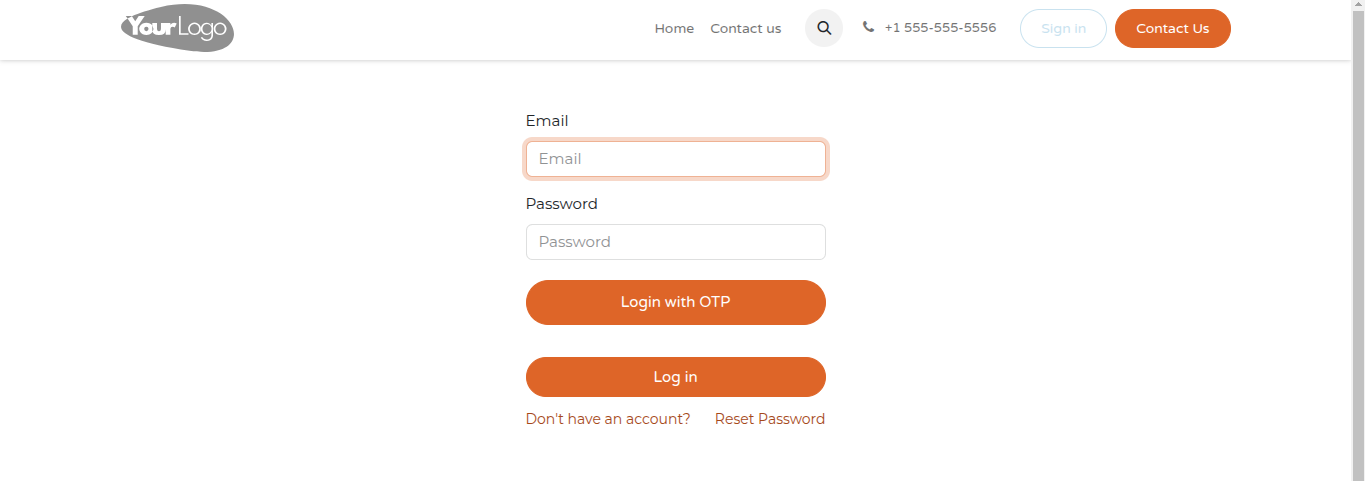 YourLogo
Home Contact us +1 555-555-5556 Sign in Contact Us
Email
Email
Password
Password
Login with OTP
Log in
Don't have an account? Reset Password